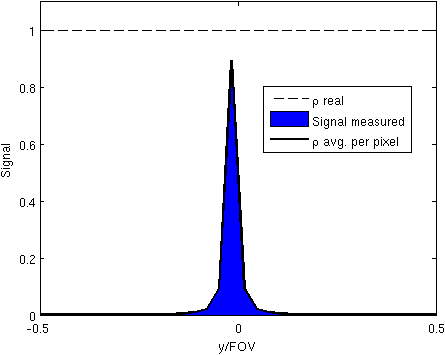 1
0.8
0.6
0.4
0.2
0
-0.5
0
0.5
Signal
y/FOV
ρ real
Signal measured
ρ avg. per pixel